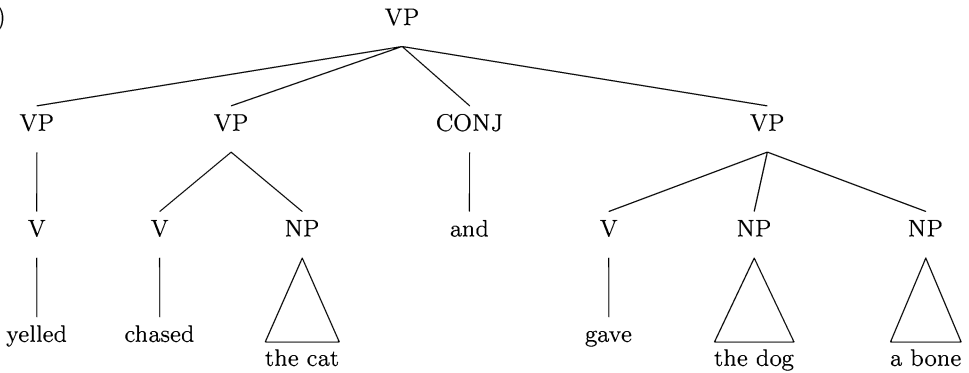 )
VP
VP VP CONJ VP
V V NP and V NP NP
yelled chased the cat gave the dog a bone